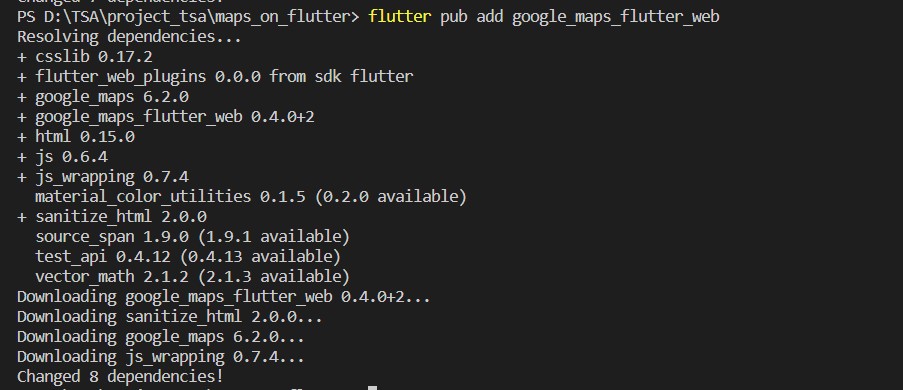 PS D:\TSA\project_tsa\maps_on_flutter> flutter pub add google_maps_flutter_web
Resolving dependencies...
+ csslib 0.17.2
+ flutter_web_plugins 0.0.0 from sdk flutter
+ google_maps 6.2.0
+ google_maps_flutter_web 0.4.0+2
+ html 0.15.0
+ js 0.6.4
+ js_wrapping 0.7.4
  material_color_utilities 0.1.5 (0.2.0 available)
+ sanitize_html 2.0.0
  source_span 1.9.0 (1.9.1 available)
  test_api 0.4.12 (0.4.13 available)
  vector_math 2.1.2 (2.1.3 available)
Downloading google_maps_flutter_web 0.4.0+2...
Downloading sanitize_html 2.0.0...
Downloading google_maps 6.2.0...
Downloading js_wrapping 0.7.4...
Changed 8 dependencies!